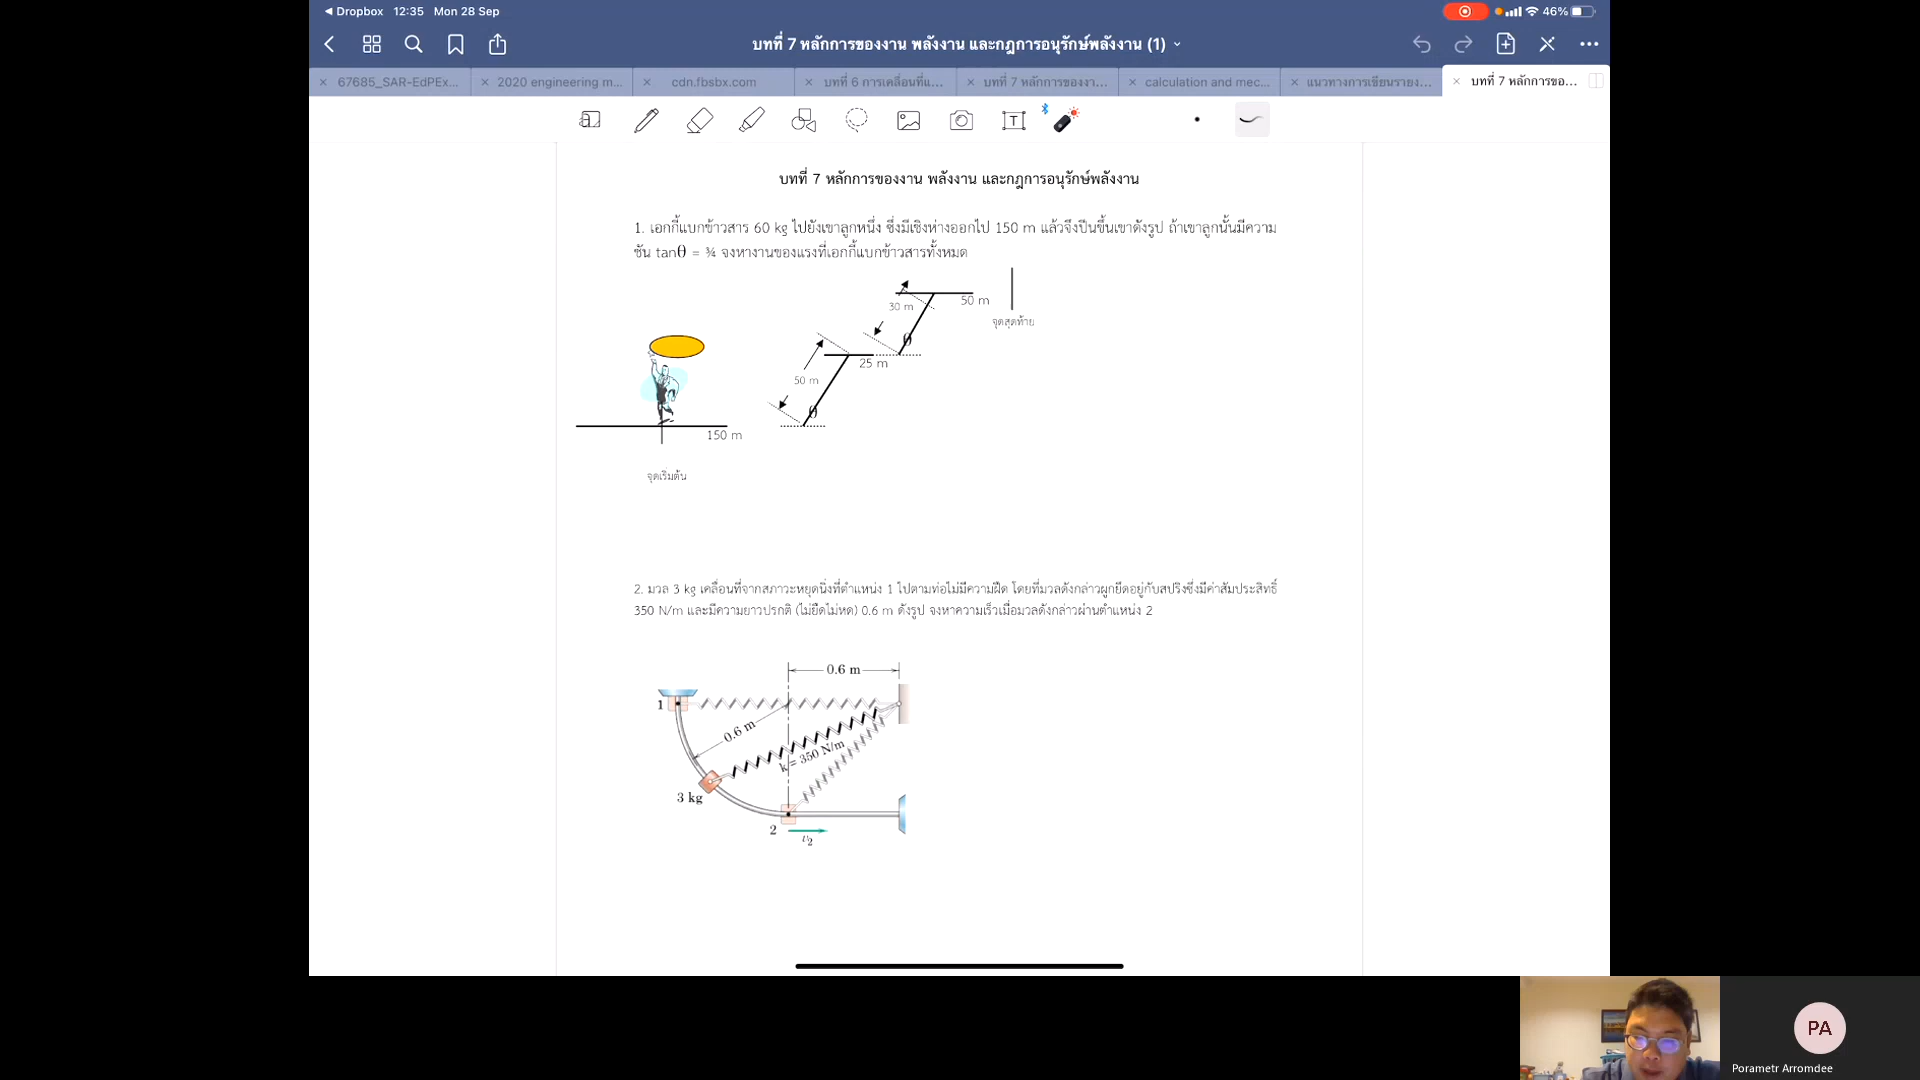 Dropbox 12:35 Mon 28 Sep 46%
บทที่ 7 หลักการของงาน พลังงาน และกฎการอนุรักษ์พลังงาน (1)
67685_SAR-EdPEx... 2020 engineering m... cdn.fbsbx.com บทที่ 6 การเคลื่อนที่แ... บทที่ 7 หลักการของงา... calculation and mec... แนวทางการเขียนรายง... บทที่ 7 หลักการขอ...
บทที่ 7 หลักการของงาน พลังงาน และกฎการอนุรักษ์พลังงาน
1. เอกกี้แบกข้าวสาร 60 kg ไปยังเขาลูกหนึ่ง ซึ่งมีเชิงห่างออกไป 150 m แล้วจึงปีนขึ้นเขาดังรูป ถ้าเขาลูกนั้นมีความ
ชัน tanθ = ¾ จงหางานของแรงที่เอกกี้แบกข้าวสารทั้งหมด
30 m
50 m
จุดสุดท้าย
θ
25 m
50 m
θ
150 m
จุดเริ่มต้น
2. มวล 3 kg เคลื่อนที่จากสภาวะหยุดนิ่งที่ตำแหน่ง 1 ไปตามท่อไม่มีความฝืด โดยที่มวลดังกล่าวผูกยึดอยู่กับสปริงซึ่งมีค่าสัมประสิทธิ์
350 N/m และมีความยาวปรกติ (ไม่ยืดไม่หด) 0.6 m ดังรูป จงหาความเร็วเมื่อมวลดังกล่าวผ่านตำแหน่ง 2
0.6 m
1
0.6 m
k = 350 N/m
3 kg
2
v2
PA
Porametr Arromdee